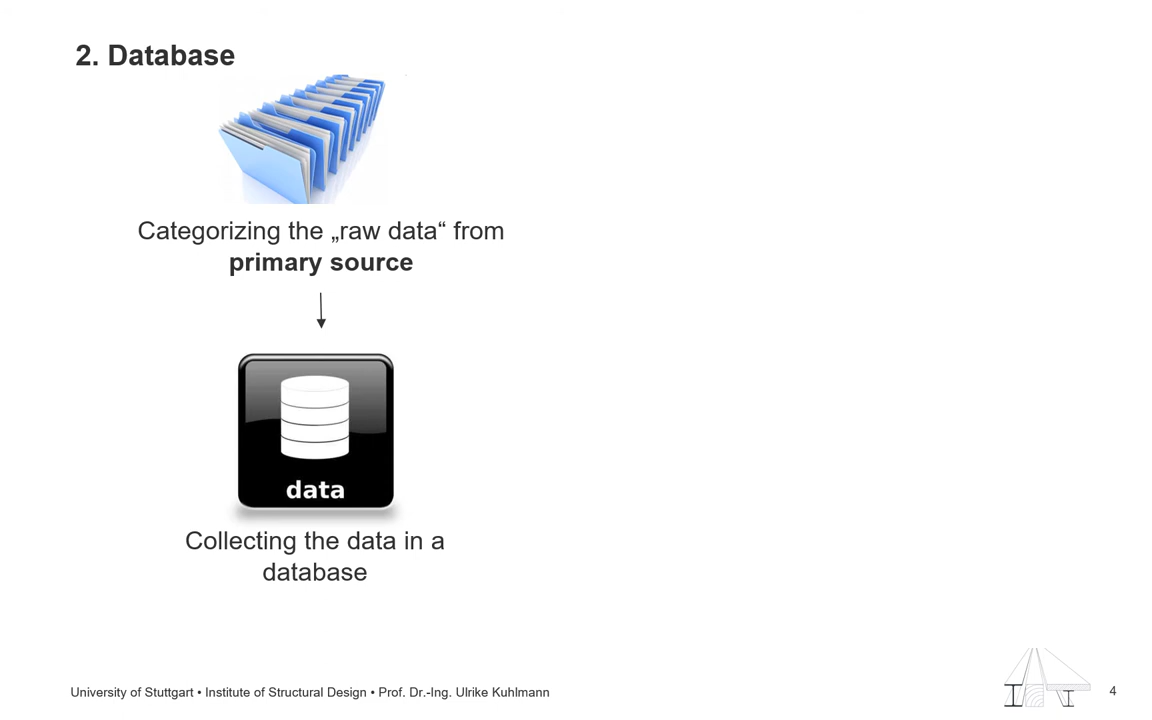 2. Database
Categorizing the „raw data“ from
primary source
data
Collecting the data in a
database
University of Stuttgart • Institute of Structural Design • Prof. Dr.-Ing. Ulrike Kuhlmann
4